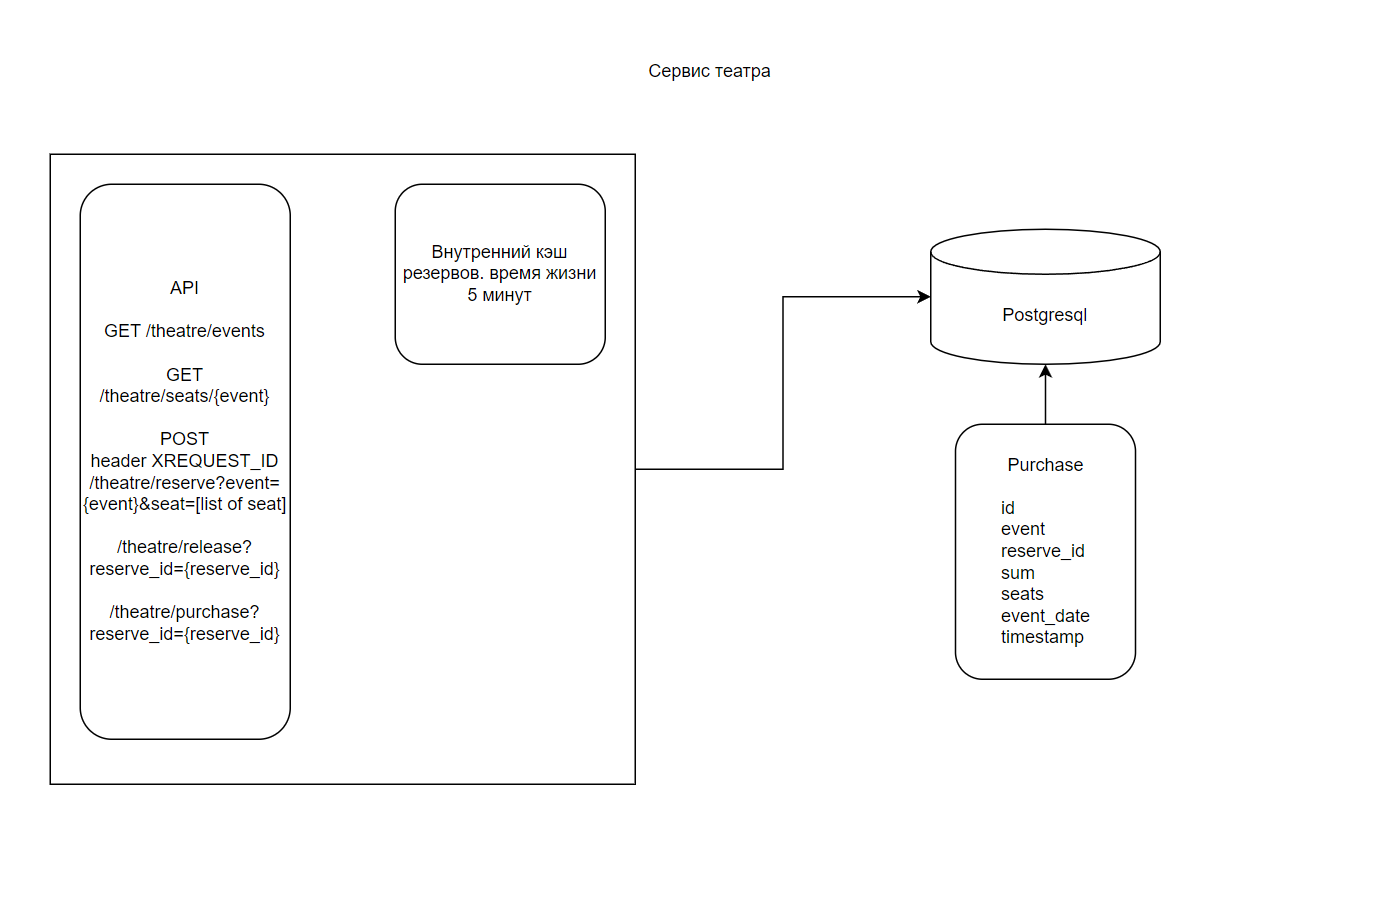 Сервис театра
API
GET /theatre/events
GET
/theatre/seats/{event}
POST
header XREQUEST_ID
/theatre/reserve?event=
{event}&seat=[list of seat]
/theatre/release?
reserve_id={reserve_id}
/theatre/purchase?
reserve_id={reserve_id}
Внутренний кэш
резервов. время жизни
5 минут
Postgresql
Purchase
id
event
reserve_id
sum
seats
event_date
timestamp